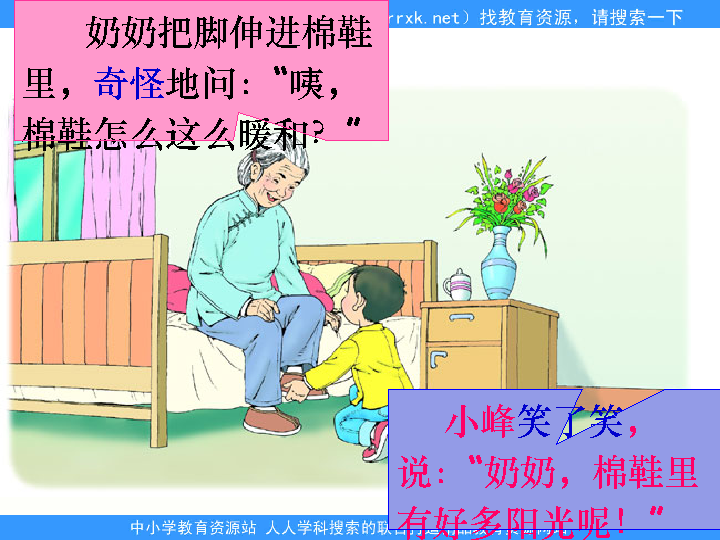 rrxk.net）找教育资源，请搜索一下
奶奶把脚伸进棉鞋
里，奇怪地问：“咦，
棉鞋怎么这么暖和？”
小峰笑了笑，
说：“奶奶，棉鞋里
有好多阳光呢！”
中小学教育资源站 人人学科搜索的联